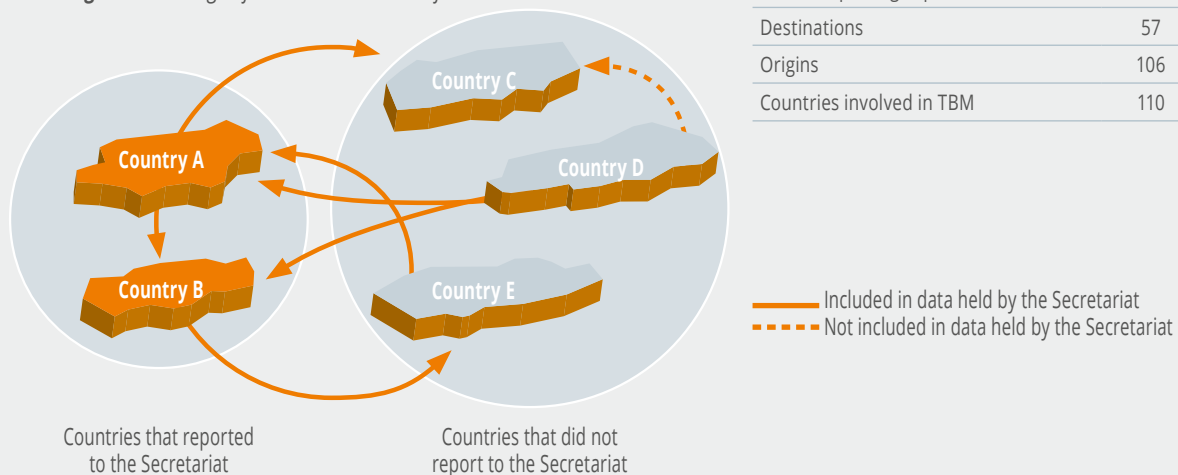 Country C
Country D
Country A
Country B
Country E
Countries that reported
to the Secretariat
Countries that did not
report to the Secretariat
Destinations 57
Origins 106
Countries involved in TBM 110
Included in data held by the Secretariat
Not included in data held by the Secretariat